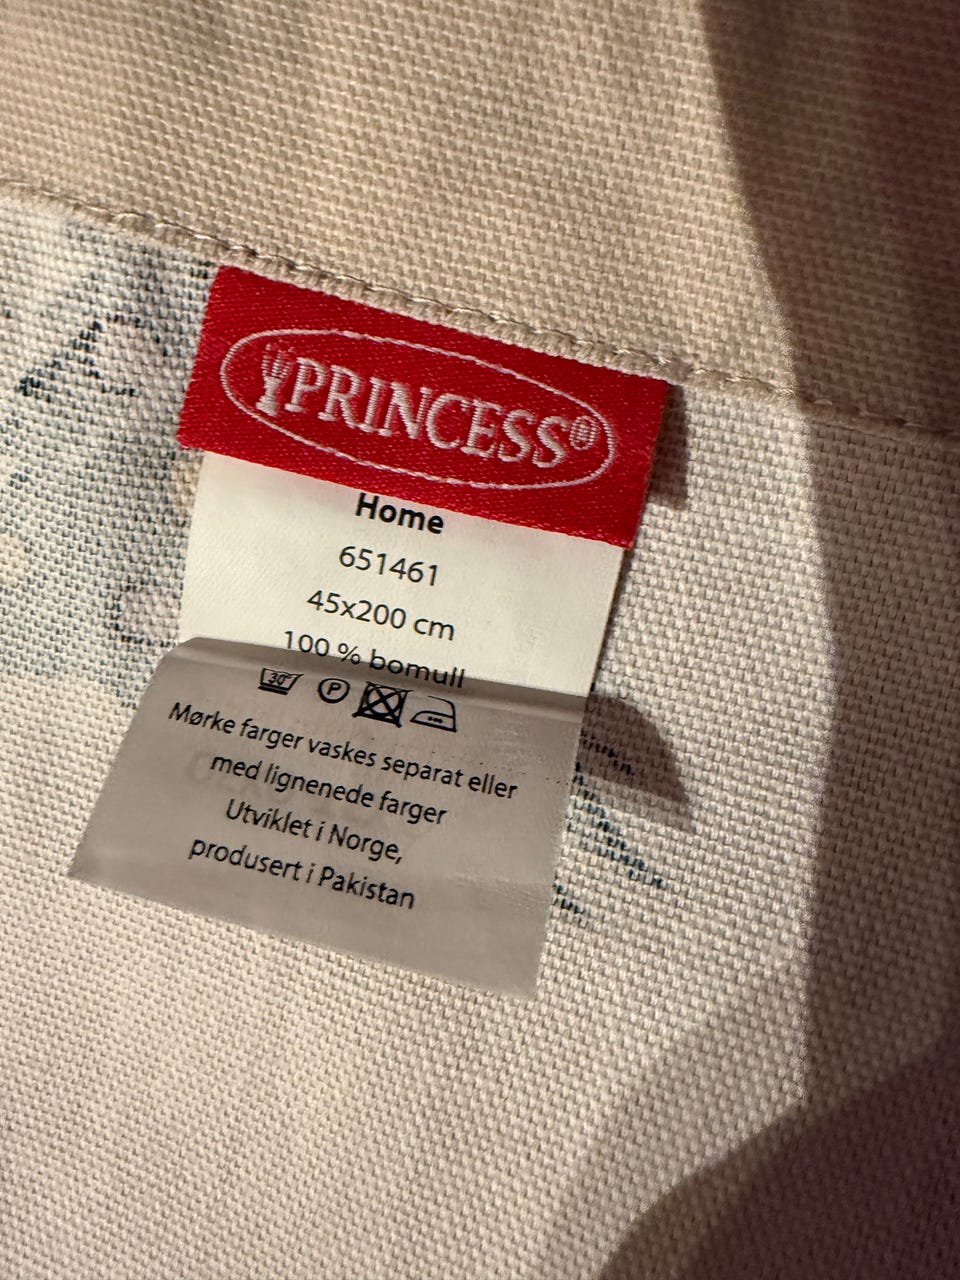 PRINCESS®
Home
651461
45x200 cm
100 % bomull
30° P
Mørke farger vaskes separat eller
med lignenede farger
Utviklet i Norge,
produsert i Pakistan